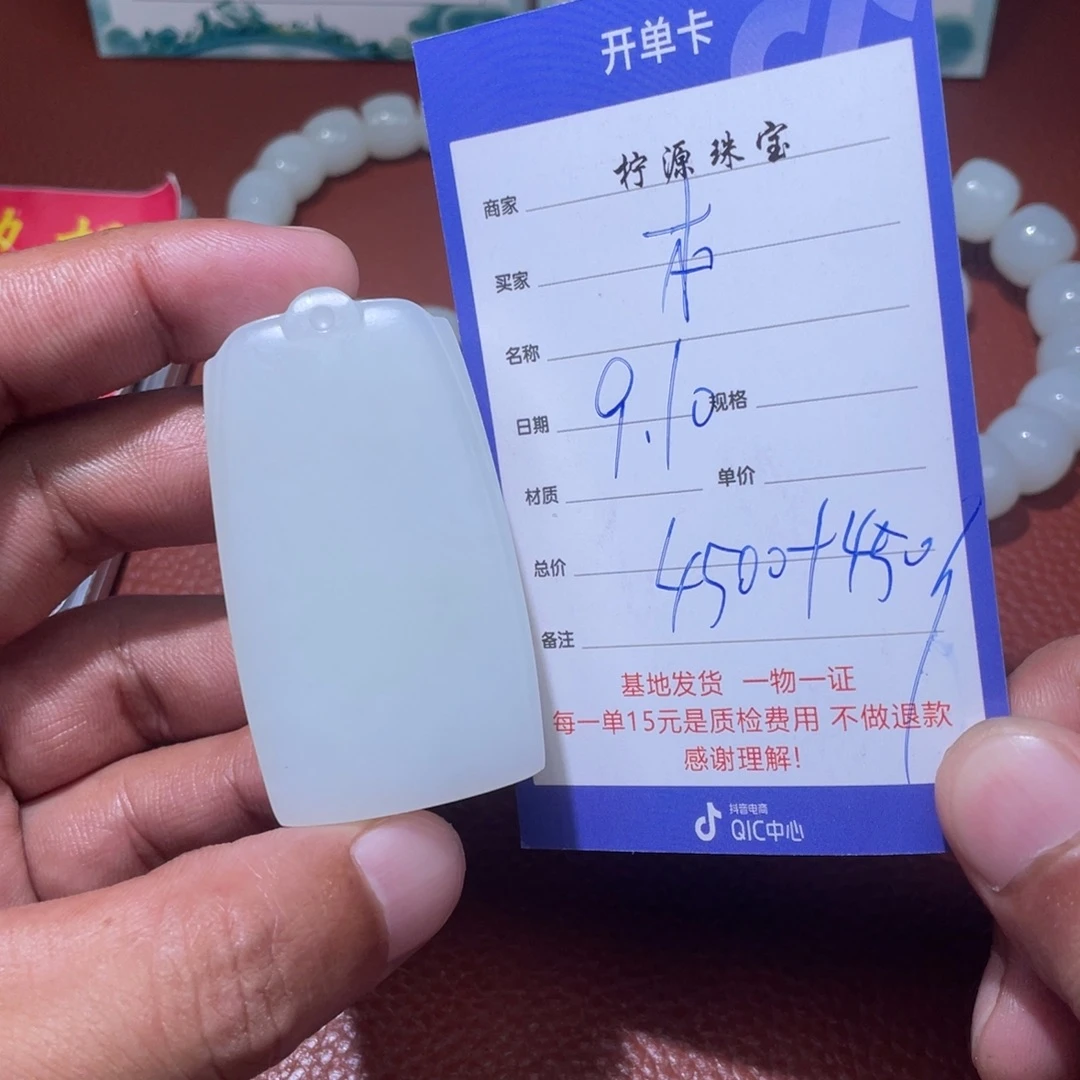 开单卡
商家 柠源珠宝
买家
名称
日期 9.10 规格
材质 单价
总价 4500+450
备注
基地发货 一物一证
每一单15元是质检费用 不做退款
感谢理解!
抖音电商
QIC中心